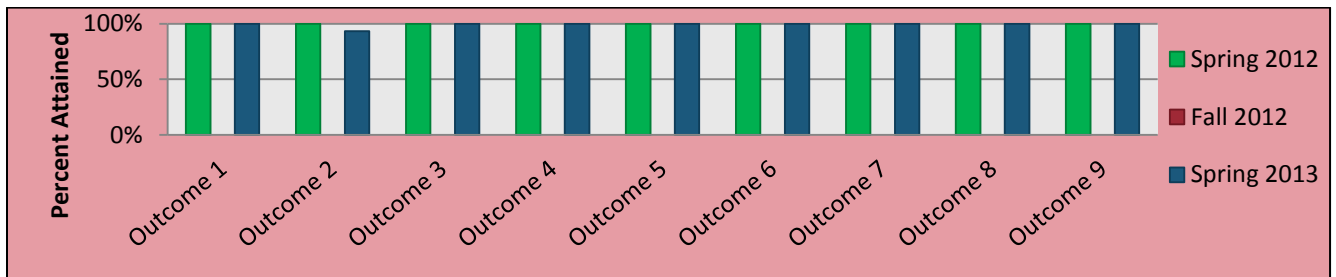 Percent Attained
100%
50%
0%
Outcome 1
Outcome 2
Outcome 3
Outcome 4
Outcome 5
Outcome 6
Outcome 7
Outcome 8
Outcome 9
Spring 2012
Fall 2012
Spring 2013